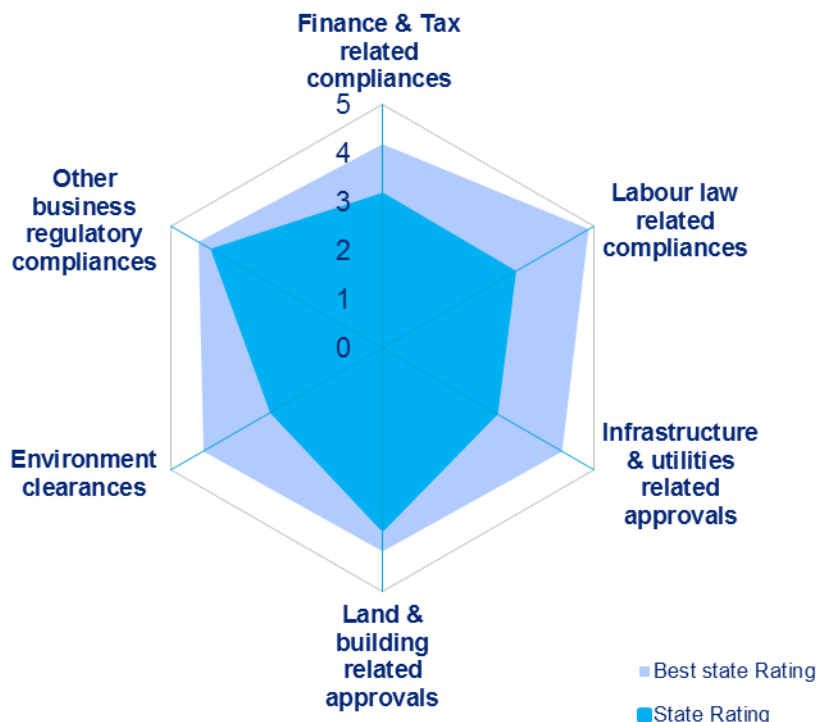 Finance & Tax
related
compliances
5
4
3
2
1
0
Other
business
regulatory
compliances
Labour law
related
compliances
Environment
clearances
Infrastructure
& utilities
related
approvals
Land &
building
related
approvals
Best state Rating
State Rating